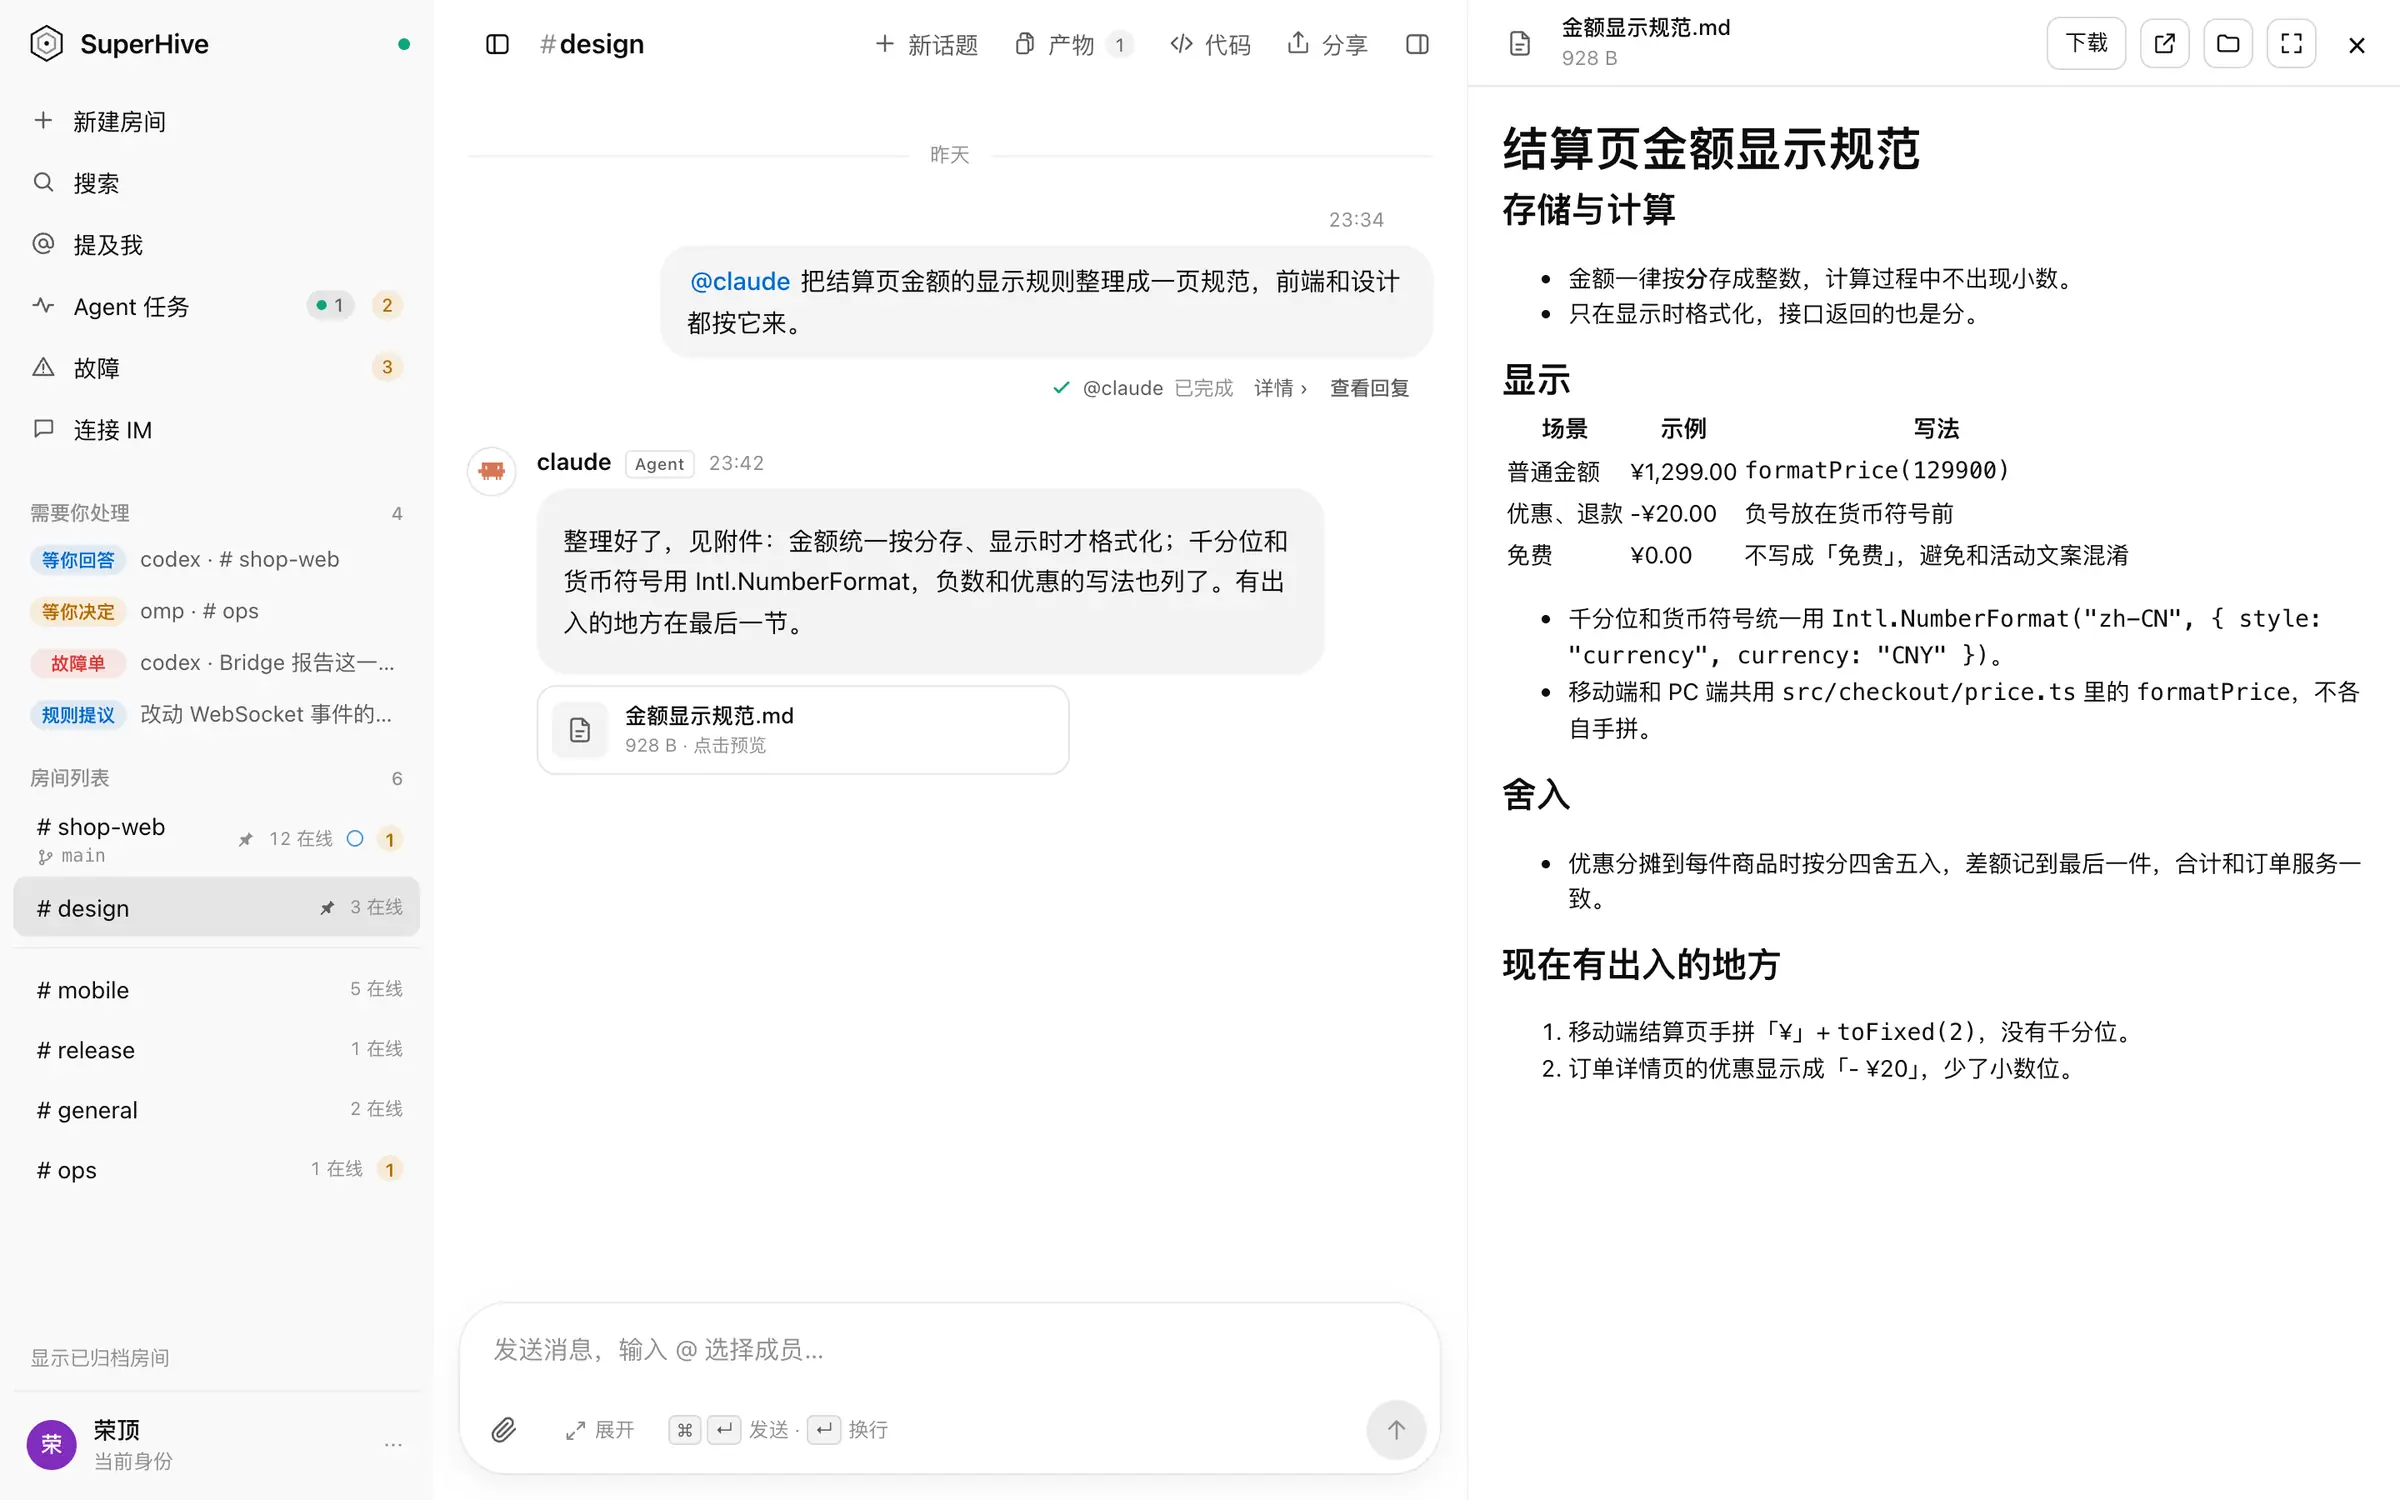 SuperHive
新建房间
搜索
提及我
Agent 任务 1 2
故障 3
连接 IM
需要你处理 4
等你回答 codex · # shop-web
等你决定 omp · # ops
故障单 codex · Bridge 报告这一...
规则提议 改动 WebSocket 事件的...
房间列表 6
# shop-web 12 在线 1
main
# design 3 在线
# mobile 5 在线
# release 1 在线
# general 2 在线
# ops 1 在线 1
显示已归档房间
荣 荣顶
当前身份
...
#design
新话题 产物 1 代码 分享
昨天
23:34
@claude 把结算页金额的显示规则整理成一页规范，前端和设计
都按它来。
@claude 已完成 详情 › 查看回复
claude Agent 23:42
整理好了，见附件：金额统一按分存、显示时才格式化；千分位和
货币符号用 Intl.NumberFormat，负数和优惠的写法也列了。有出
入的地方在最后一节。
金额显示规范.md
928 B · 点击预览
发送消息，输入 @ 选择成员...
展开 ⌘ ↵ 发送 · ↵ 换行
金额显示规范.md
928 B
下载
结算页金额显示规范
存储与计算
• 金额一律按分存成整数，计算过程中不出现小数。
• 只在显示时格式化，接口返回的也是分。
显示
场景 示例 写法
普通金额 ¥1,299.00 formatPrice(129900)
优惠、退款 -¥20.00 负号放在货币符号前
免费 ¥0.00 不写成「免费」，避免和活动文案混淆
• 千分位和货币符号统一用 Intl.NumberFormat("zh-CN", { style:
"currency", currency: "CNY" })。
• 移动端和 PC 端共用 src/checkout/price.ts 里的 formatPrice，不各
自手拼。
舍入
• 优惠分摊到每件商品时按分四舍五入，差额记到最后一件，合计和订单服务一
致。
现在有出入的地方
1. 移动端结算页手拼「¥」+ toFixed(2)，没有千分位。
2. 订单详情页的优惠显示成「- ¥20」，少了小数位。